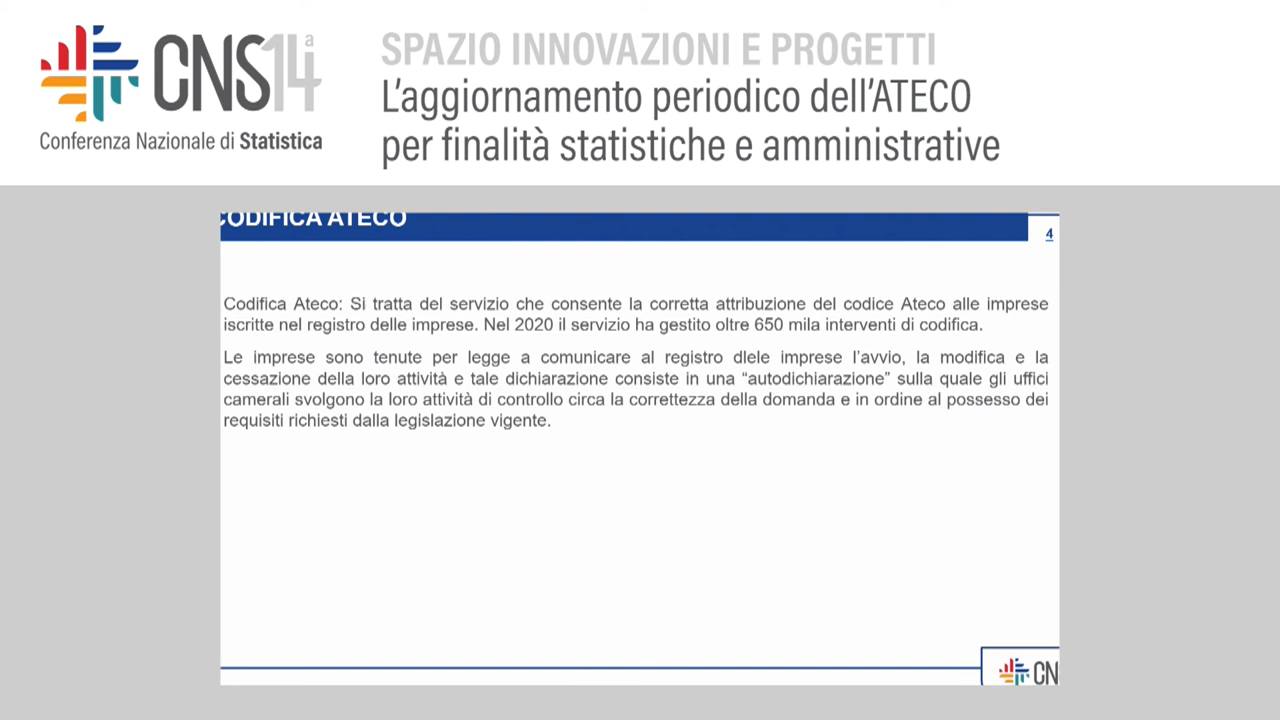 CNS14a
Conferenza Nazionale di Statistica
SPAZIO INNOVAZIONI E PROGETTI
L'aggiornamento periodico dell'ATECO
per finalità statistiche e amministrative
CODIFICA ATECO
4
Codifica Ateco: Si tratta del servizio che consente la corretta attribuzione del codice Ateco alle imprese
iscritte nel registro delle imprese. Nel 2020 il servizio ha gestito oltre 650 mila interventi di codifica.
Le imprese sono tenute per legge a comunicare al registro dlele imprese l'avvio, la modifica e la
cessazione della loro attività e tale dichiarazione consiste in una “autodichiarazione” sulla quale gli uffici
camerali svolgono la loro attività di controllo circa la correttezza della domanda e in ordine al possesso dei
requisiti richiesti dalla legislazione vigente.
CN